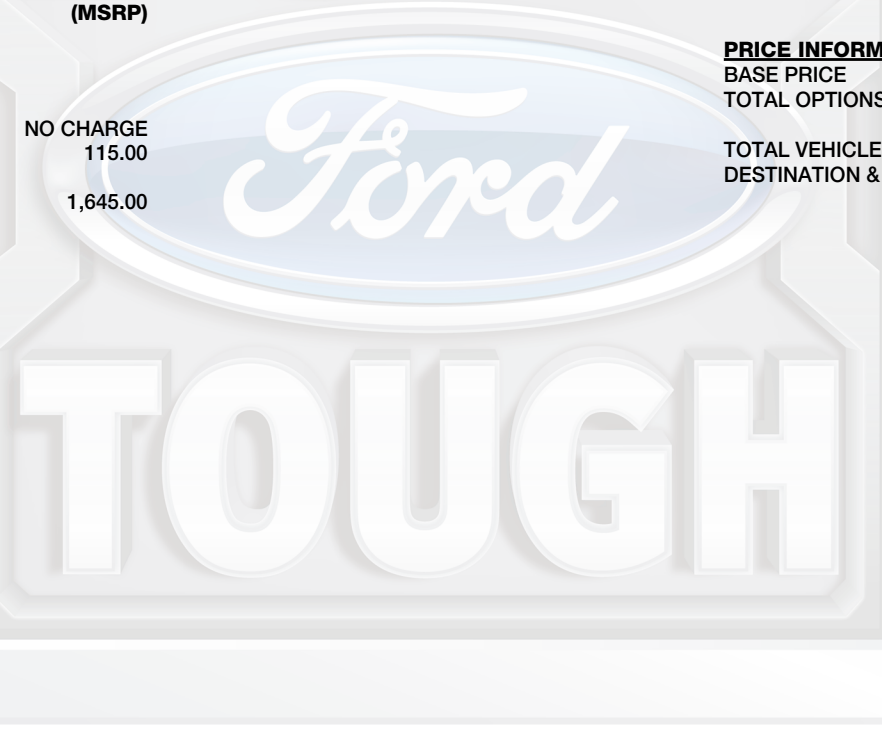 (MSRP)
NO CHARGE
115.00
1,645.00
PRICE INFORM
BASE PRICE
TOTAL OPTIONS
TOTAL VEHICLE
DESTINATION &
Ford
TOUGH